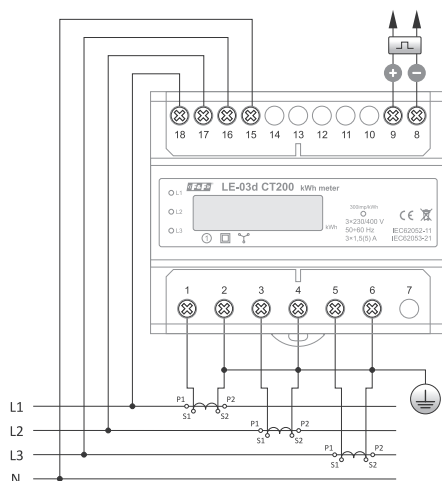 + −
18 17 16 15 14 13 12 11 10 9 8
L1 F&F LE-03d CT200 kWh meter
L2
L3
kWh
1
3×230/400 V
50÷60 Hz
3×1,5(5) A
CE
IEC62052-11
IEC62053-21
1 2 3 4 5 6 7
L1 P1 P2
S1 S2
L2 P1 P2
S1 S2
L3 P1 P2
S1 S2
N